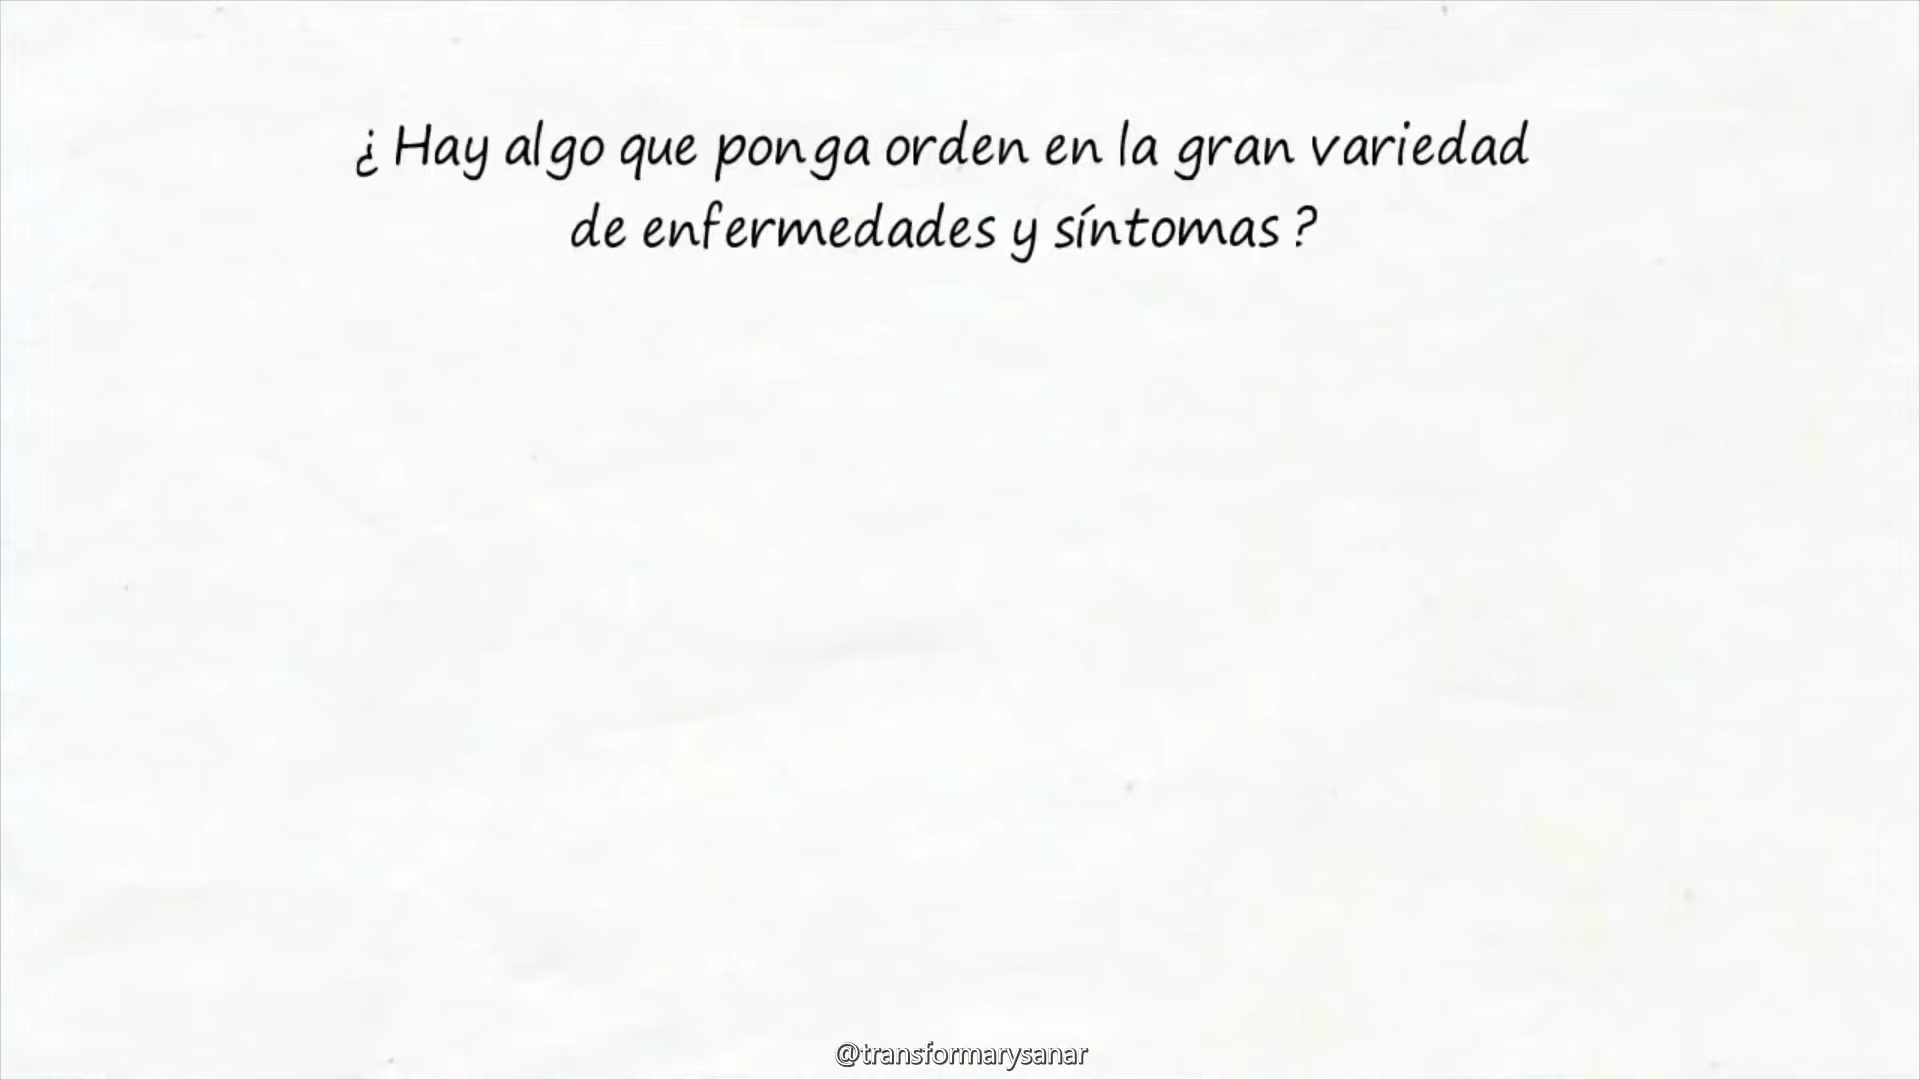 ¿ Hay algo que ponga orden en la gran variedad
de enfermedades y síntomas ?
@transformarysanar